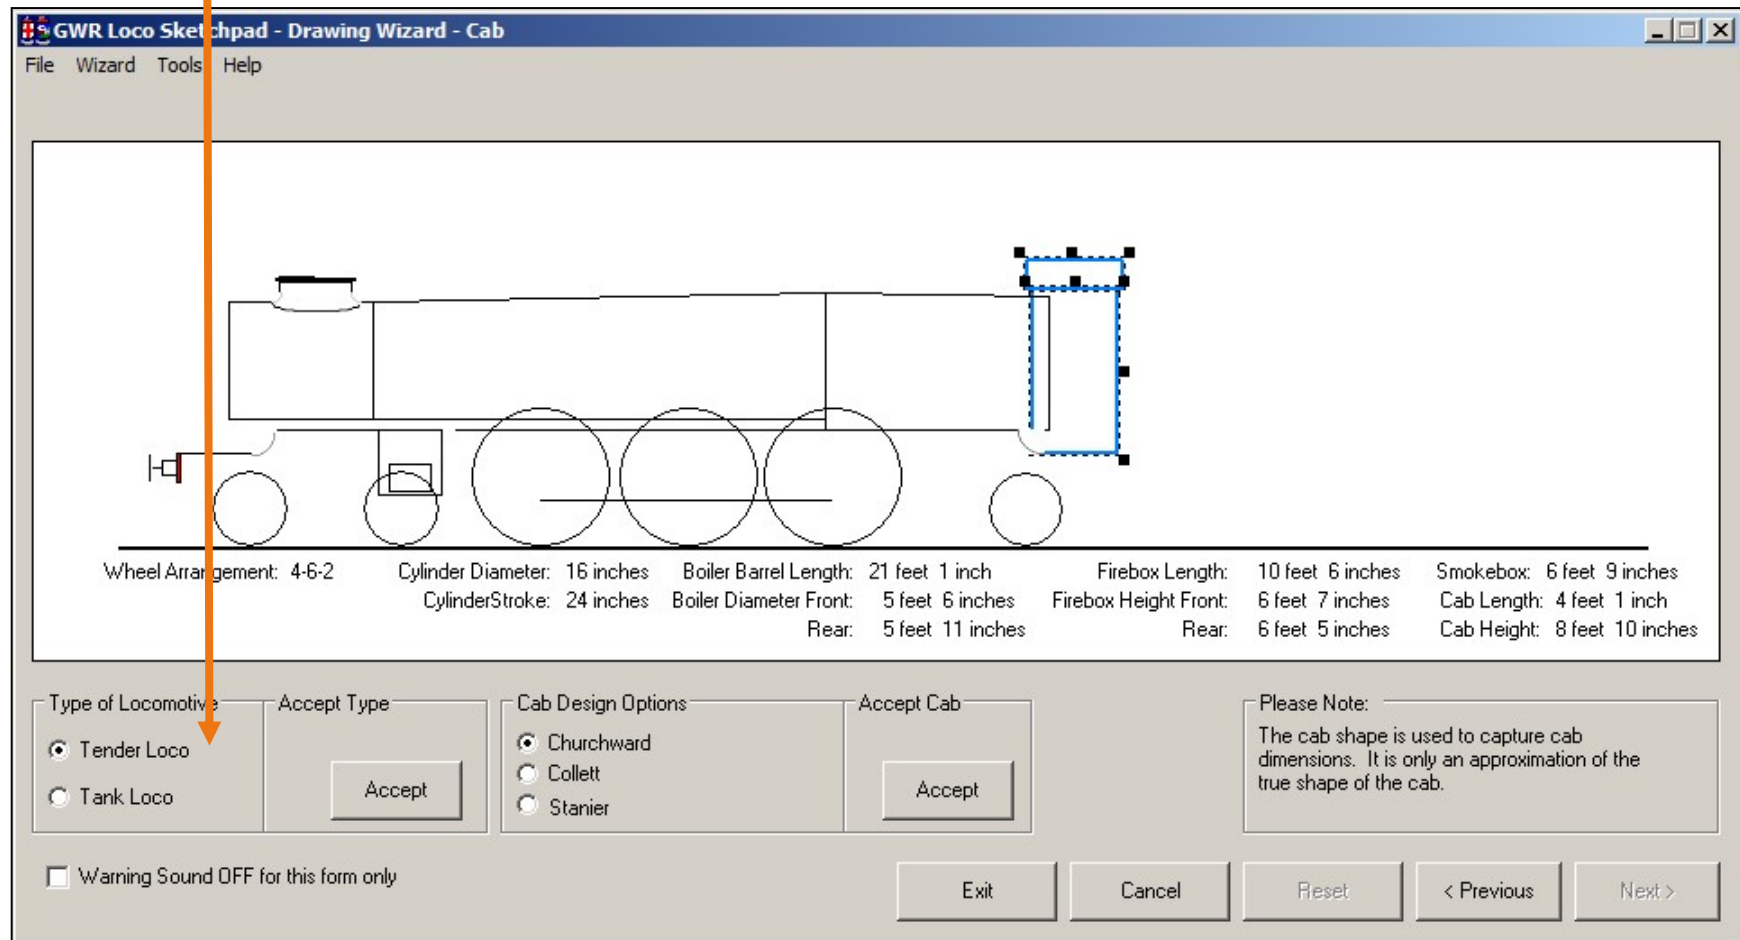 GWR Loco Sketchpad - Drawing Wizard - Cab
File Wizard Tools Help
Wheel Arrangement: 4-6-2 Cylinder Diameter: 16 inches Boiler Barrel Length: 21 feet 1 inch Firebox Length: 10 feet 6 inches Smokebox: 6 feet 9 inches
CylinderStroke: 24 inches Boiler Diameter Front: 5 feet 6 inches Firebox Height Front: 6 feet 7 inches Cab Length: 4 feet 1 inch
Rear: 5 feet 11 inches Rear: 6 feet 5 inches Cab Height: 8 feet 10 inches
Type of Locomotive
Tender Loco
Tank Loco
Accept Type
Accept
Cab Design Options
Churchward
Collett
Stanier
Accept Cab
Accept
Please Note:
The cab shape is used to capture cab
dimensions. It is only an approximation of the
true shape of the cab.
Warning Sound OFF for this form only
Exit Cancel Reset < Previous Next >